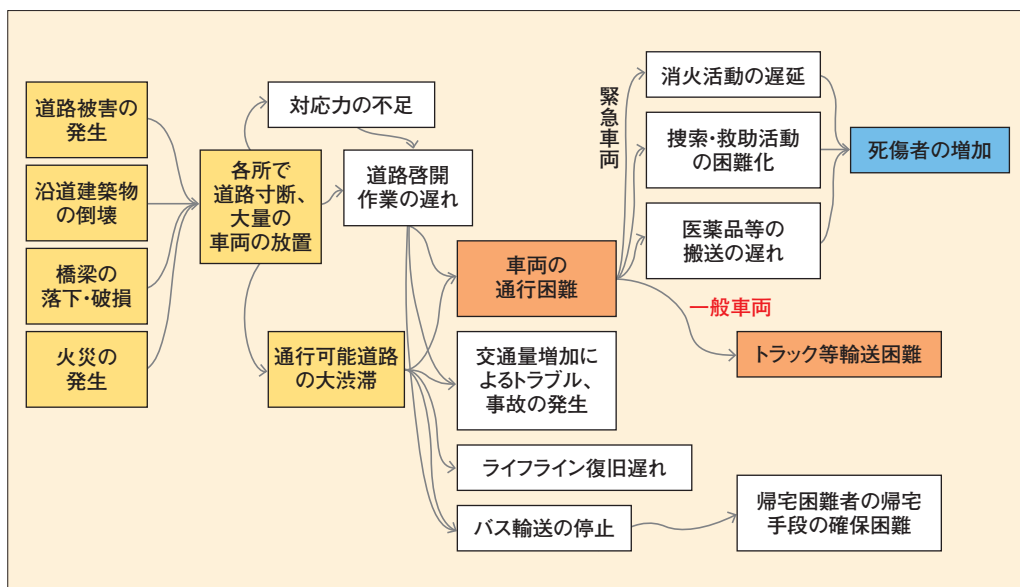 道路被害の
発生
沿道建築物
の倒壊
橋梁の
落下・破損
火災の
発生
各所で
道路寸断、
大量の
車両の放置
対応力の不足
道路啓開
作業の遅れ
通行可能道路
の大渋滞
車両の
通行困難
交通量増加に
よるトラブル、
事故の発生
ライフライン復旧遅れ
バス輸送の停止
緊急車両
消火活動の遅延
捜索・救助活動
の困難化
医薬品等の
搬送の遅れ
死傷者の増加
一般車両
トラック等輸送困難
帰宅困難者の帰宅
手段の確保困難